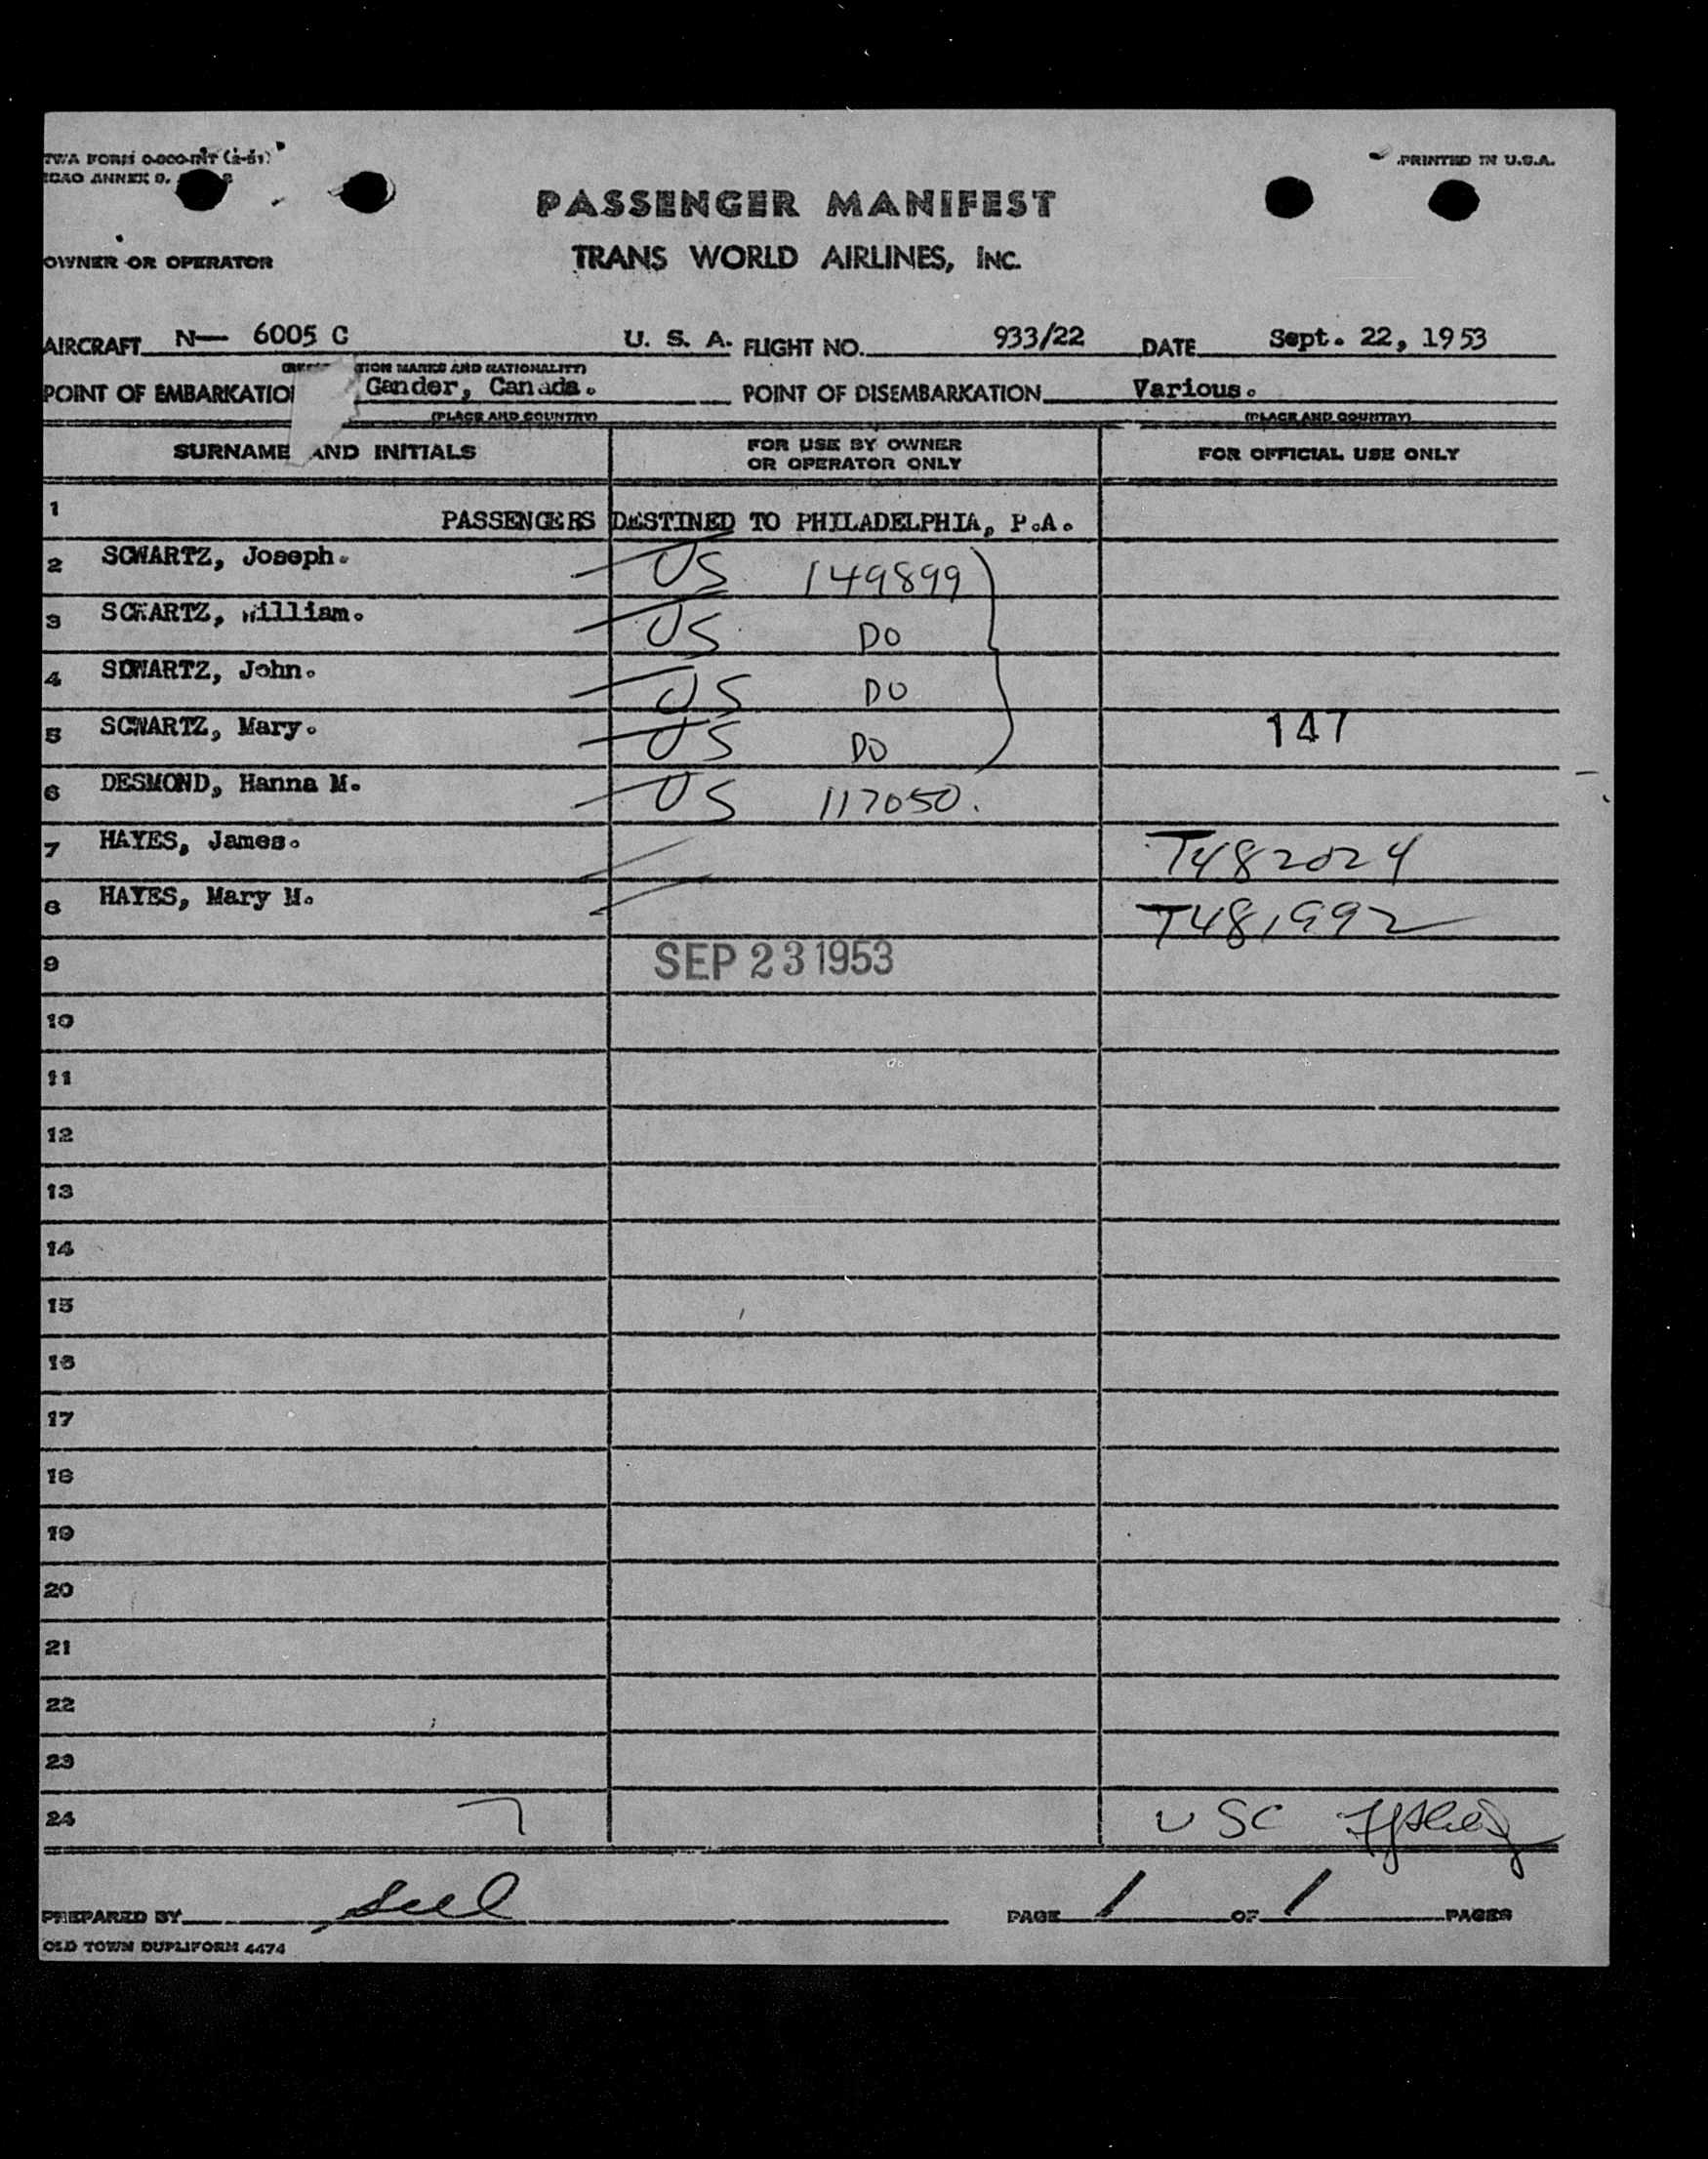 PRINTED IN U.S.A.
PASSENGER MANIFEST
TRANS WORLD AIRLINES, INC.
OWNER OR OPERATOR
AIRCRAFT N— 6005 C U. S. A. FLIGHT NO. 933/22 DATE Sept. 22, 1953
TION MARKS AND NATIONALITY)
POINT OF EMBARKATIO Gander, Canada. POINT OF DISEMBARKATION Various.
(PLACE AND COUNTRY) (PLACE AND COUNTRY)
SURNAME AND INITIALS FOR USE BY OWNER OR OPERATOR ONLY FOR OFFICIAL USE ONLY
1 PASSENGERS DESTINED TO PHILADELPHIA, P.A.
2 SCWARTZ, Joseph. US 149899
3 SCWARTZ, William. US DO
4 SCWARTZ, John. US DO
5 SCWARTZ, Mary. US DO 147
6 DESMOND, Hanna M. US 117050.
7 HAYES, James. T482024
8 HAYES, Mary M. T481992
9 SEP 23 1953
10
11
12
13
14
15
16
17
18
19
20
21
22
23
24 7 USC
PREPARED BY PAGE 1 OF 1 PAGES
OLD TOWN DUPLIFORM 4474